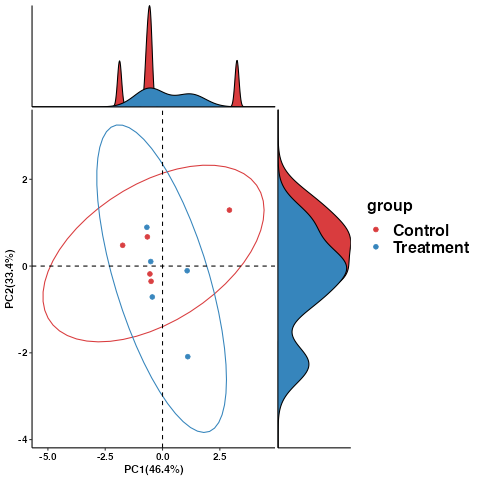 group
Control
Treatment
PC2(33.4%)
2
0
-2
-4
-5.0
-2.5
0.0
2.5
PC1(46.4%)